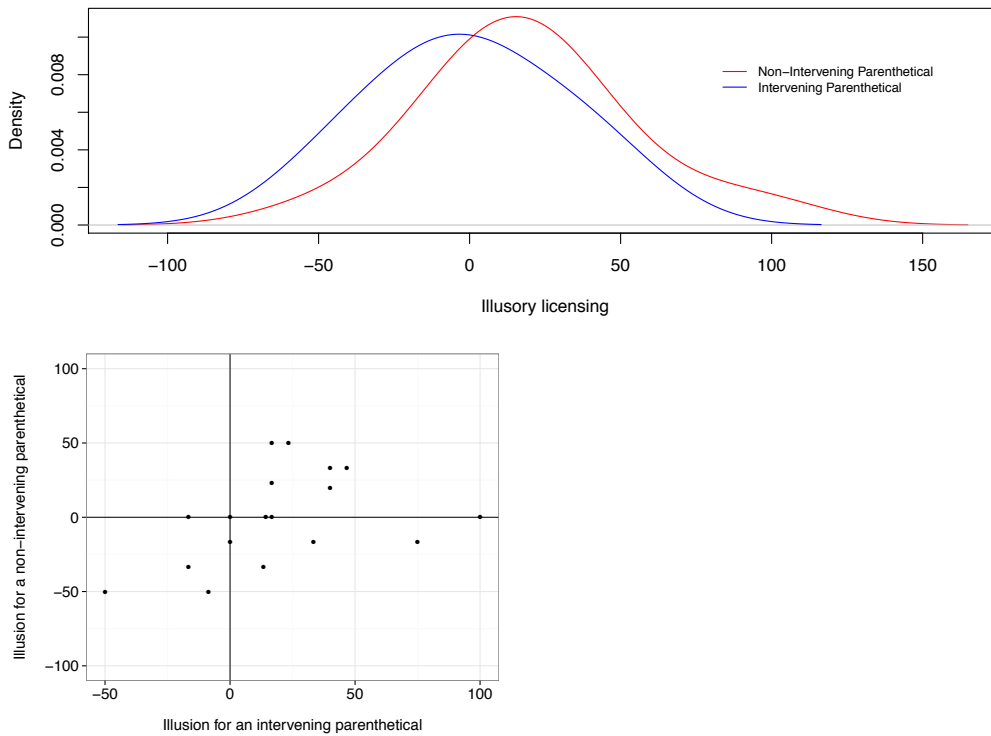 Density
0.000
0.004
0.008
Non−Intervening Parenthetical
Intervening Parenthetical
−100 −50 0 50 100 150
Illusory licensing
Illusion for a non−intervening parenthetical
100
50
0
−50
−100
−50 0 50 100
Illusion for an intervening parenthetical